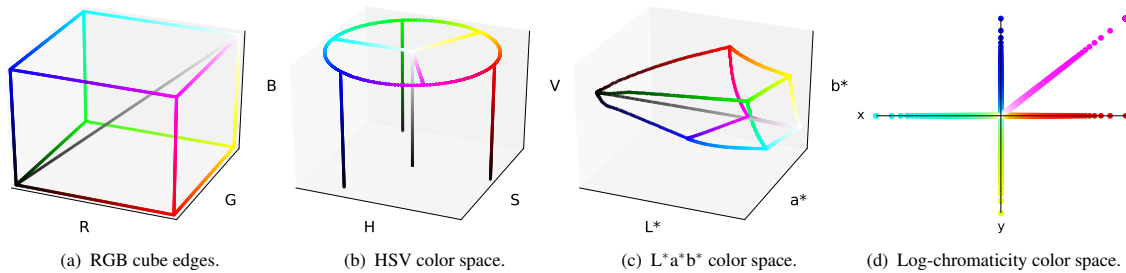 B
G
R
(a) RGB cube edges.
V
S
H
(b) HSV color space.
b*
a*
L*
(c) L*a*b* color space.
x
y
(d) Log-chromaticity color space.